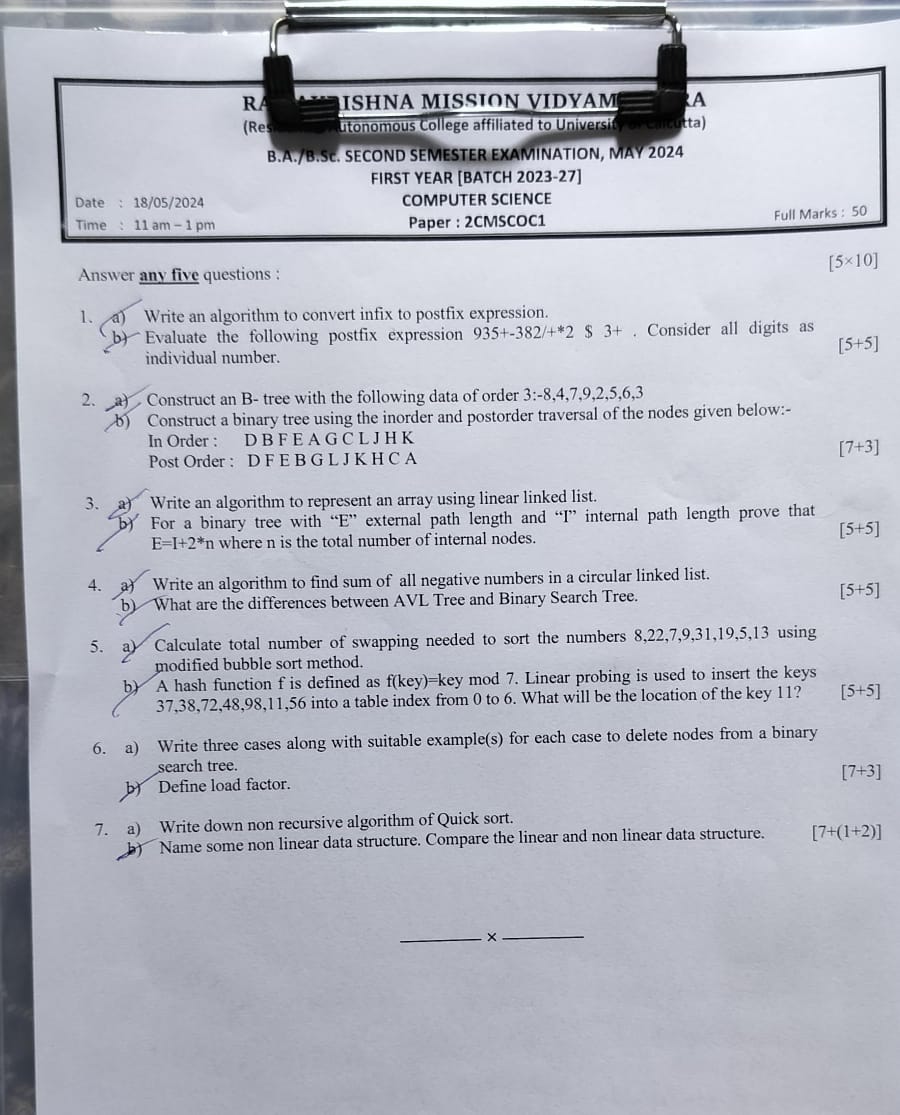 ISHNA MISSION VIDYAM
(Res utonomous College affiliated to University of Calcutta)
B.A./B.Sc. SECOND SEMESTER EXAMINATION, MAY 2024
FIRST YEAR [BATCH 2023-27]
Date : 18/05/2024 COMPUTER SCIENCE
Time : 11 am – 1 pm Paper : 2CMSCOC1 Full Marks : 50
Answer any five questions : [5×10]
1. a) Write an algorithm to convert infix to postfix expression.
b) Evaluate the following postfix expression 935+-382/+*2 $ 3+ . Consider all digits as
individual number. [5+5]
2. a) Construct an B- tree with the following data of order 3:-8,4,7,9,2,5,6,3
b) Construct a binary tree using the inorder and postorder traversal of the nodes given below:-
In Order : D B F E A G C L J H K
Post Order : D F E B G L J K H C A [7+3]
3. a) Write an algorithm to represent an array using linear linked list.
b) For a binary tree with “E” external path length and “I” internal path length prove that
E=I+2*n where n is the total number of internal nodes. [5+5]
4. a) Write an algorithm to find sum of all negative numbers in a circular linked list.
b) What are the differences between AVL Tree and Binary Search Tree. [5+5]
5. a) Calculate total number of swapping needed to sort the numbers 8,22,7,9,31,19,5,13 using
modified bubble sort method.
b) A hash function f is defined as f(key)=key mod 7. Linear probing is used to insert the keys
37,38,72,48,98,11,56 into a table index from 0 to 6. What will be the location of the key 11? [5+5]
6. a) Write three cases along with suitable example(s) for each case to delete nodes from a binary
search tree.
b) Define load factor. [7+3]
7. a) Write down non recursive algorithm of Quick sort.
b) Name some non linear data structure. Compare the linear and non linear data structure. [7+(1+2)]
x